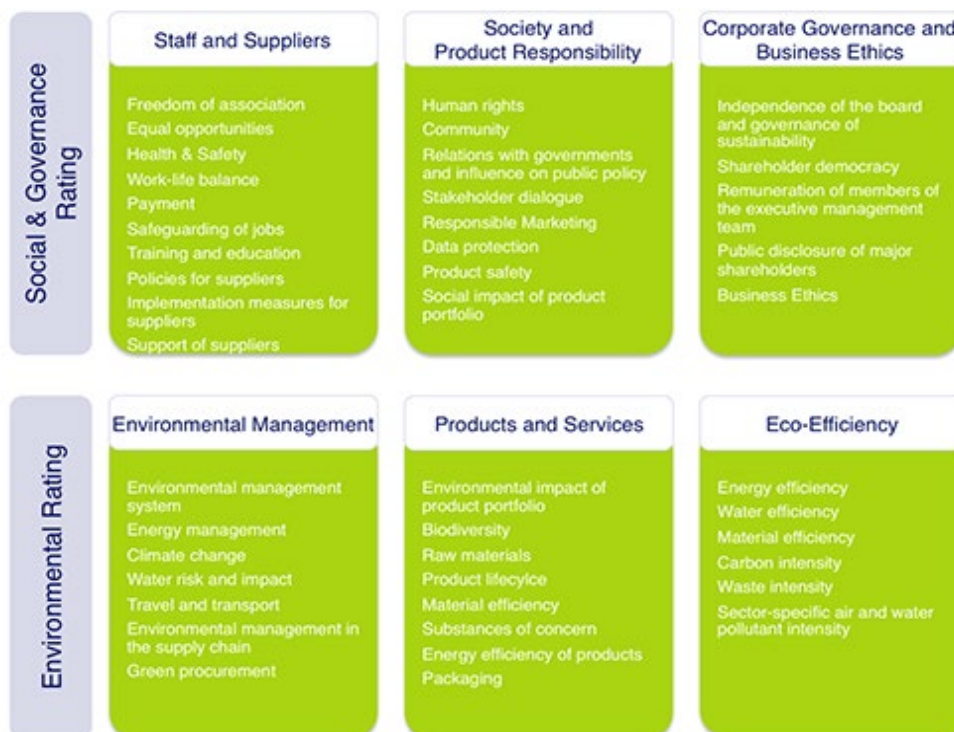 Social & Governance
Rating
Staff and Suppliers
Freedom of association
Equal opportunities
Health & Safety
Work-life balance
Payment
Safeguarding of jobs
Training and education
Policies for suppliers
Implementation measures for
suppliers
Support of suppliers
Society and
Product Responsibility
Human rights
Community
Relations with governments
and influence on public policy
Stakeholder dialogue
Responsible Marketing
Data protection
Product safety
Social impact of product
portfolio
Corporate Governance and
Business Ethics
Independence of the board
and governance of
sustainability
Shareholder democracy
Remuneration of members of
the executive management
team
Public disclosure of major
shareholders
Business Ethics
Environmental Rating
Environmental Management
Environmental management
system
Energy management
Climate change
Water risk and impact
Travel and transport
Environmental management in
the supply chain
Green procurement
Products and Services
Environmental impact of
product portfolio
Biodiversity
Raw materials
Product lifecylce
Material efficiency
Substances of concern
Energy efficiency of products
Packaging
Eco-Efficiency
Energy efficiency
Water efficiency
Material efficiency
Carbon intensity
Waste intensity
Sector-specific air and water
pollutant intensity